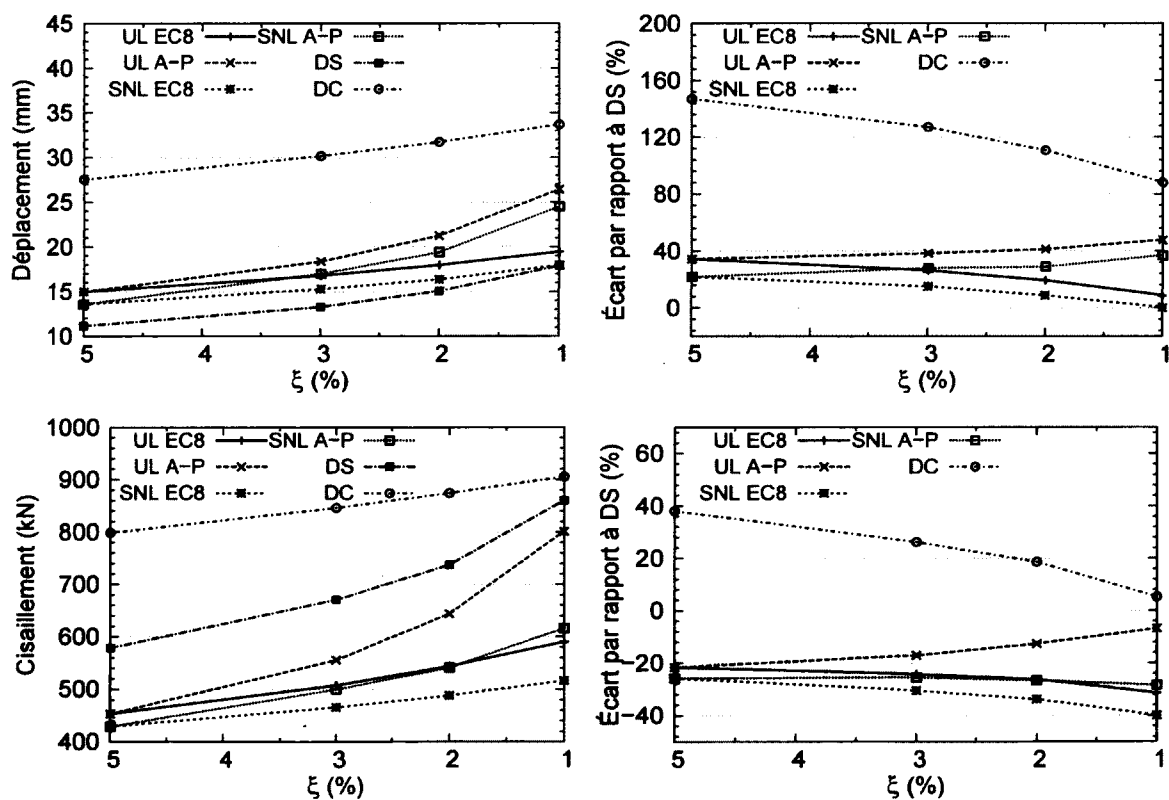 45
40
35
30
25
20
15
10
Déplacement (mm)
UL EC8
UL A-P
SNL EC8
SNL A-P
DS
DC
5
4
3
2
1
ξ (%)
200
160
120
80
40
0
Écart par rapport à DS (%)
UL EC8
UL A-P
SNL EC8
SNL A-P
DC
5
4
3
2
1
ξ (%)
1000
900
800
700
600
500
400
Cisaillement (kN)
UL EC8
UL A-P
SNL EC8
SNL A-P
DS
DC
5
4
3
2
1
ξ (%)
60
40
20
0
-20
-40
Écart par rapport à DS (%)
UL EC8
UL A-P
SNL EC8
SNL A-P
DC
5
4
3
2
1
ξ (%)